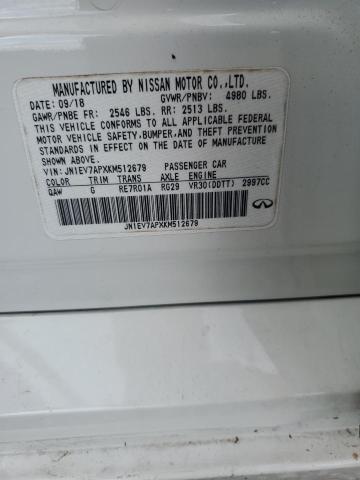 MANUFACTURED BY NISSAN MOTOR CO.,LTD.
DATE: 09/18 GVWR/PNBV: 4980 LBS.
GAWR/PNBE FR: 2546 LBS. RR: 2513 LBS.
THIS VEHICLE CONFORMS TO ALL APPLICABLE FEDERAL
MOTOR VEHICLE SAFETY,BUMPER,AND THEFT PREVENTION
STANDARDS IN EFFECT ON THE DATE OF MANUFACTURE
SHOWN ABOVE.
VIN: JN1EV7APXKM512679 PASSENGER CAR
COLOR TRIM TRANS AXLE ENGINE
QAW G RE7R01A RG29 VR30(DDTT) 2997CC
JN1EV7APXKM512679